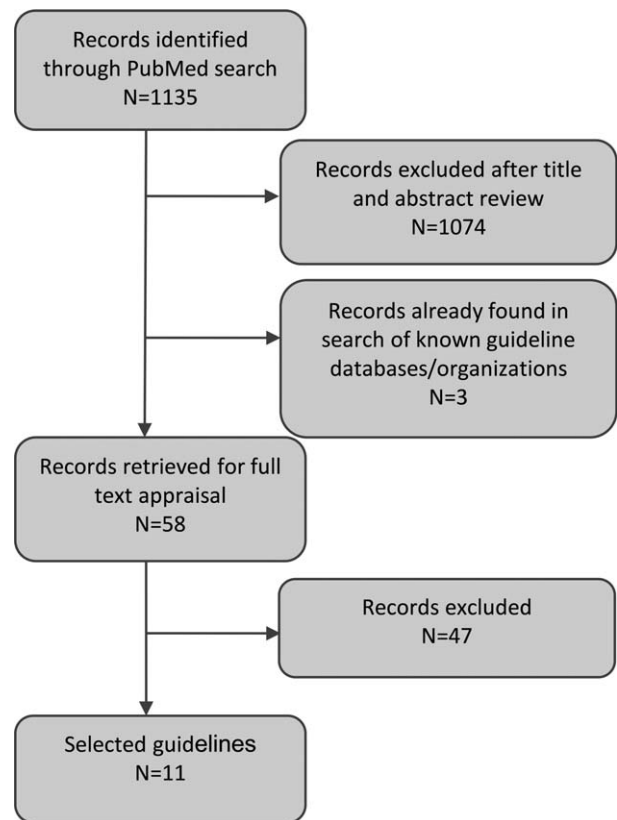 Records identified
through PubMed search
N=1135
Records excluded after title
and abstract review
N=1074
Records already found in
search of known guideline
databases/organizations
N=3
Records retrieved for full
text appraisal
N=58
Records excluded
N=47
Selected guidelines
N=11